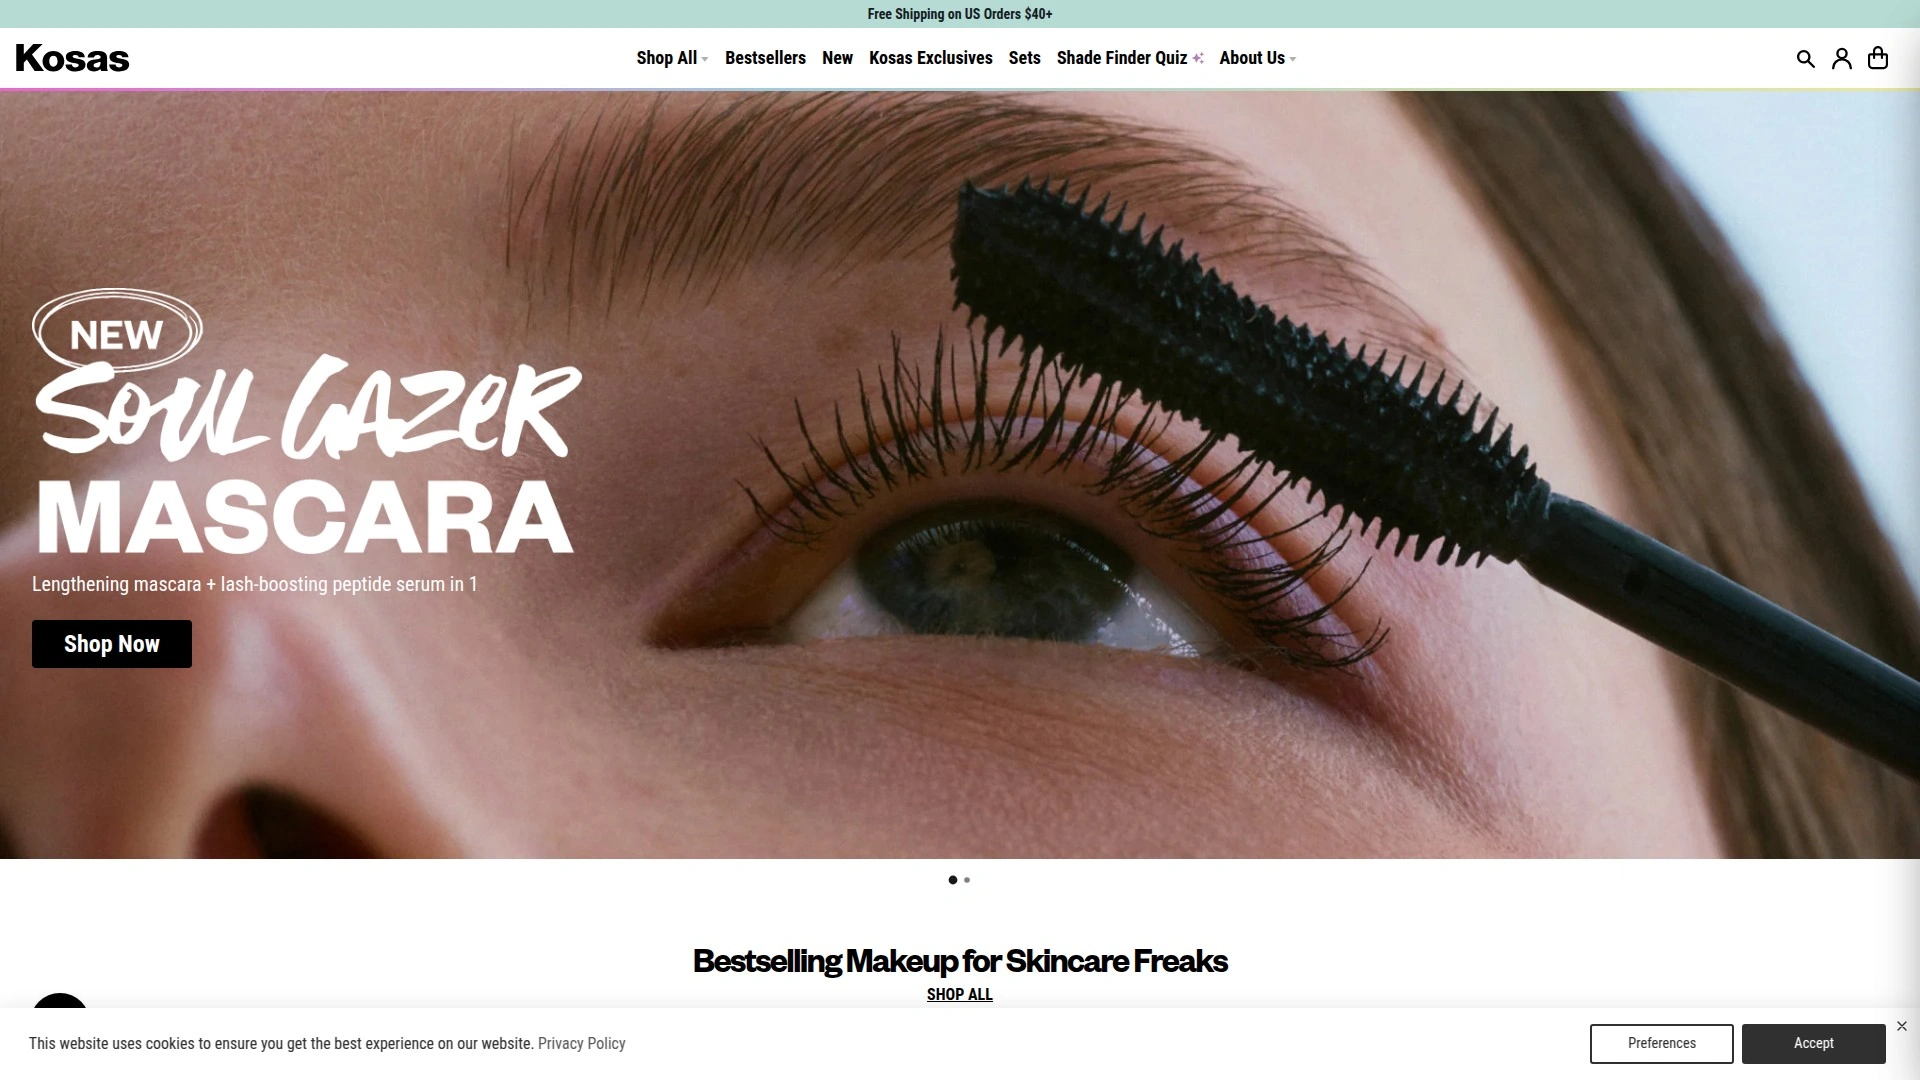 Free Shipping on US Orders $40+
Kosas
Shop All
Bestsellers
New
Kosas Exclusives
Sets
Shade Finder Quiz
About Us
NEW
SOUL GAZER
MASCARA
Lengthening mascara + lash-boosting peptide serum in 1
Shop Now
Bestselling Makeup for Skincare Freaks
SHOP ALL
This website uses cookies to ensure you get the best experience on our website. Privacy Policy
Preferences
Accept